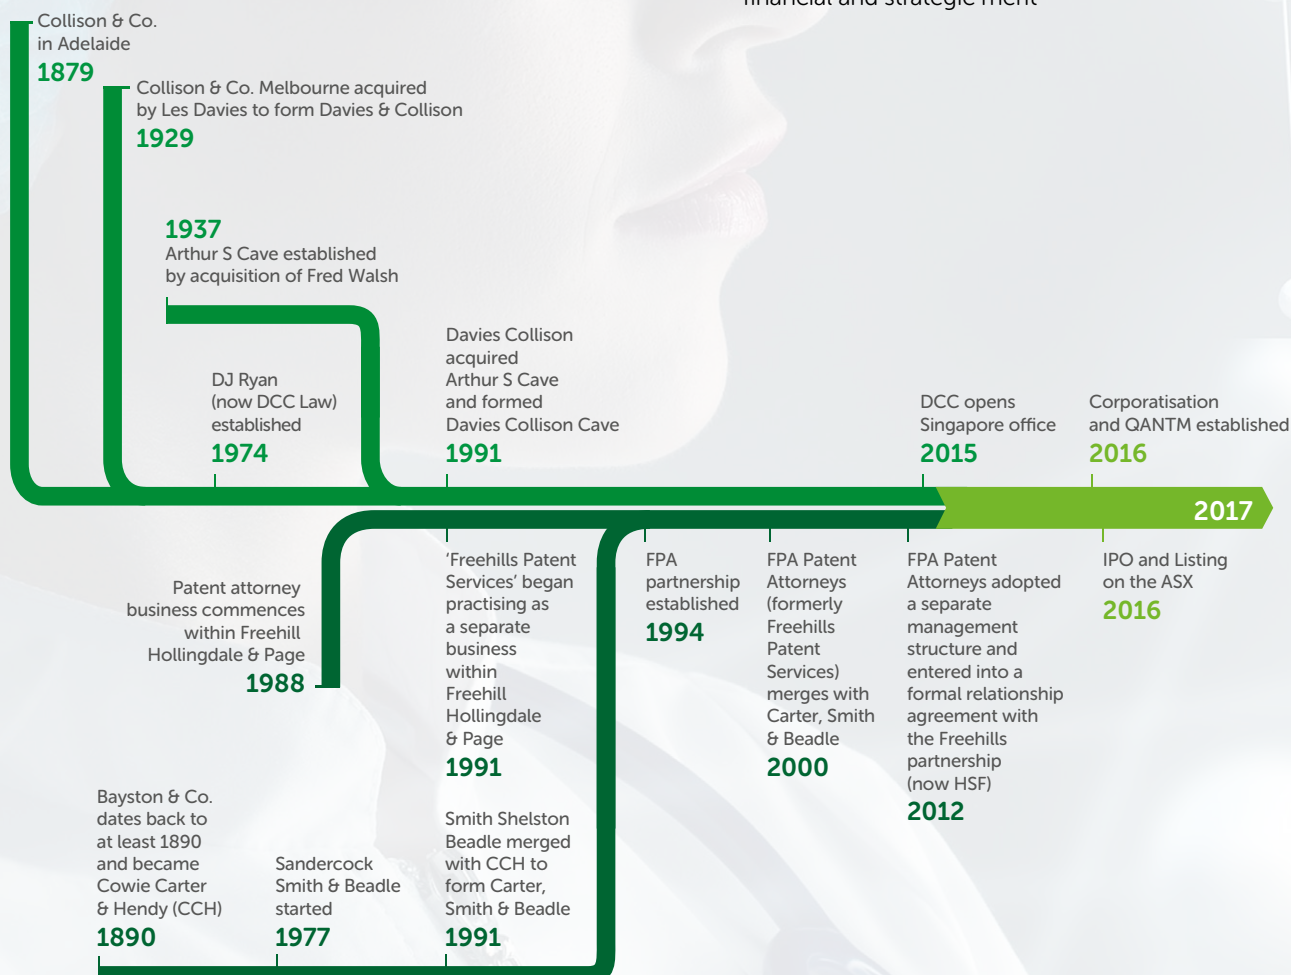 financial and strategic merit
Collison & Co.
in Adelaide
1879
Collison & Co. Melbourne acquired
by Les Davies to form Davies & Collison
1929
1937
Arthur S Cave established
by acquisition of Fred Walsh
DJ Ryan
(now DCC Law)
established
1974
Davies Collison
acquired
Arthur S Cave
and formed
Davies Collison Cave
1991
DCC opens
Singapore office
2015
Corporatisation
and QANTM established
2016
2017
Patent attorney
business commences
within Freehill
Hollingdale & Page
1988
‘Freehills Patent
Services’ began
practising as
a separate
business
within
Freehill
Hollingdale
& Page
1991
FPA
partnership
established
1994
FPA Patent
Attorneys
(formerly
Freehills
Patent
Services)
merges with
Carter, Smith
& Beadle
2000
FPA Patent
Attorneys adopted
a separate
management
structure and
entered into a
formal relationship
agreement with
the Freehills
partnership
(now HSF)
2012
IPO and Listing
on the ASX
2016
Bayston & Co.
dates back to
at least 1890
and became
Cowie Carter
& Hendy (CCH)
1890
Sandercock
Smith & Beadle
started
1977
Smith Shelston
Beadle merged
with CCH to
form Carter,
Smith & Beadle
1991